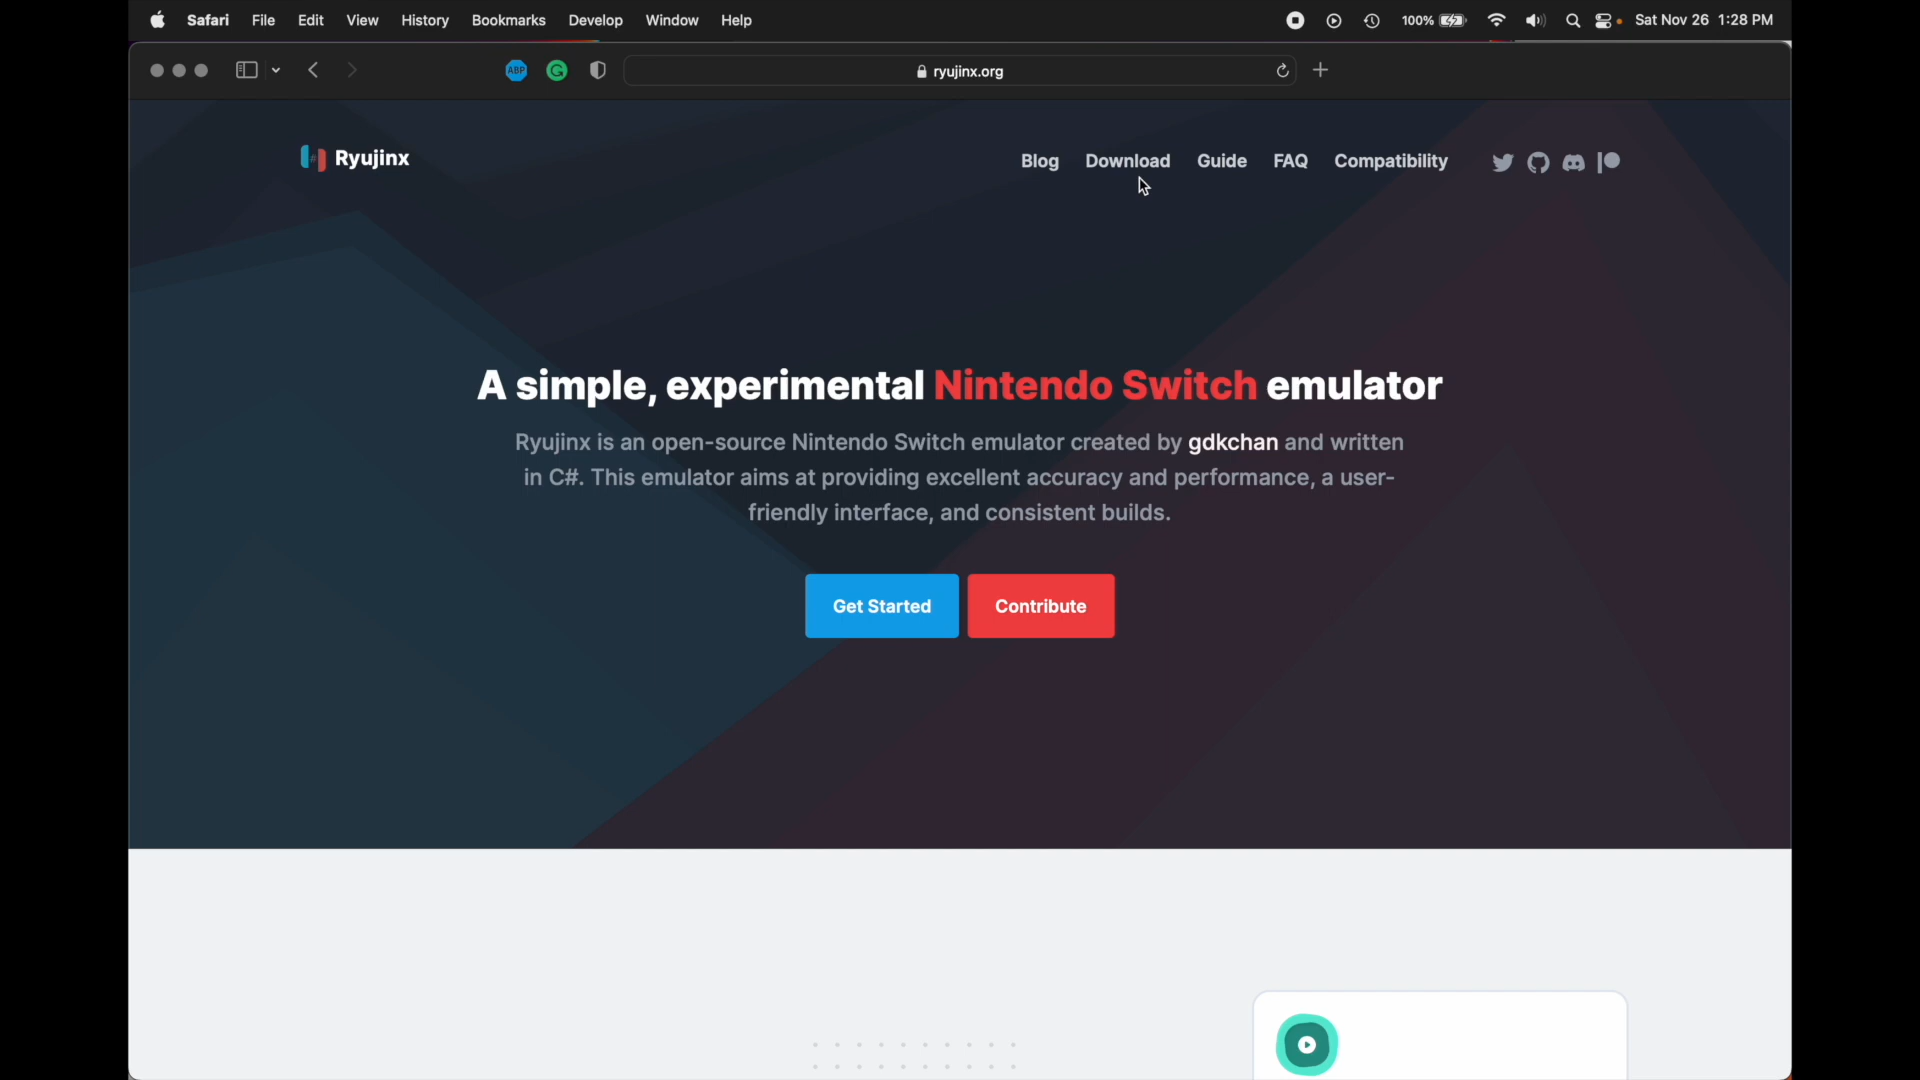 Safari File Edit View History Bookmarks Develop Window Help 100% Sat Nov 26 1:28 PM
ABP G ryujinx.org
# Ryujinx Blog Download Guide FAQ Compatibility
A simple, experimental Nintendo Switch emulator
Ryujinx is an open-source Nintendo Switch emulator created by gdkchan and written
in C#. This emulator aims at providing excellent accuracy and performance, a user-
friendly interface, and consistent builds.
Get Started Contribute